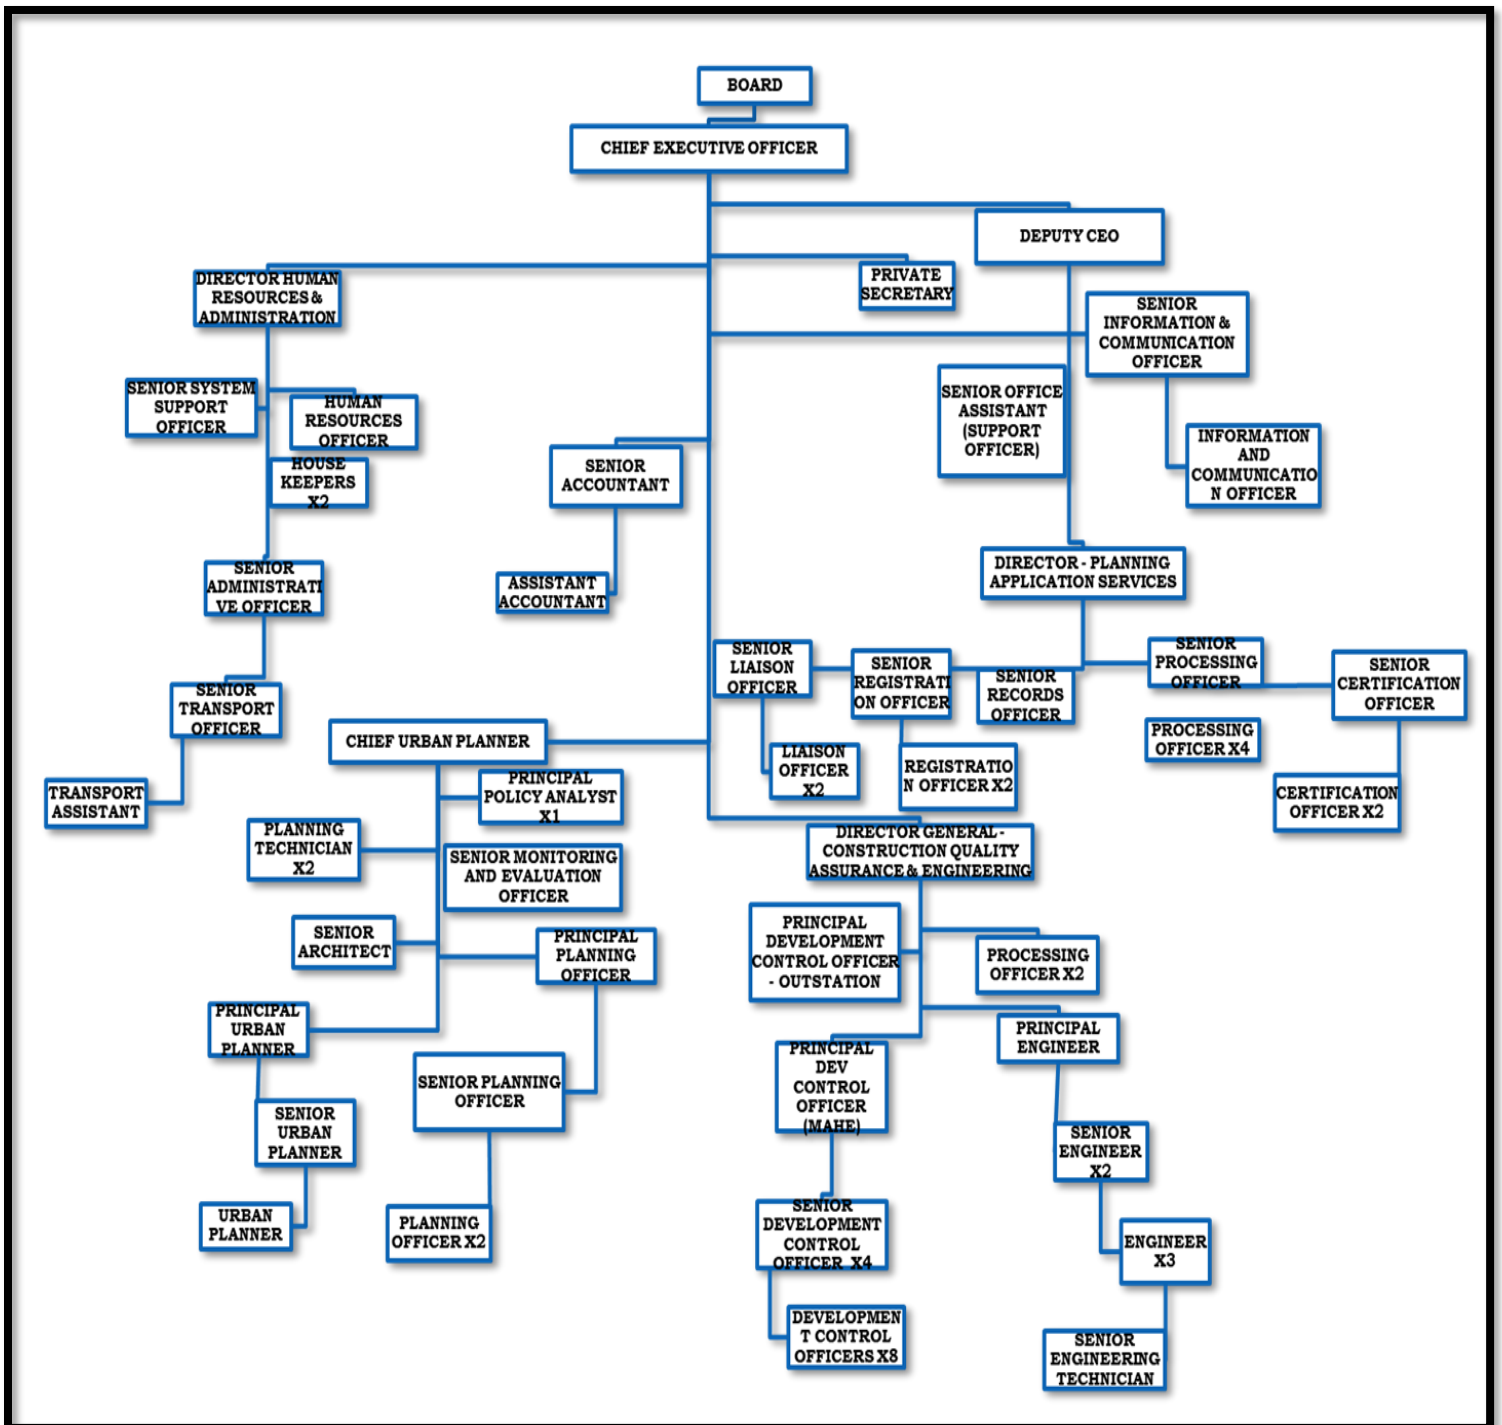 BOARD
CHIEF EXECUTIVE OFFICER
DEPUTY CEO
PRIVATE
SECRETARY
DIRECTOR HUMAN
RESOURCES &
ADMINISTRATION
SENIOR
INFORMATION &
COMMUNICATION
OFFICER
SENIOR SYSTEM
SUPPORT
OFFICER
HUMAN
RESOURCES
OFFICER
HOUSE
KEEPERS
X2
SENIOR
ACCOUNTANT
SENIOR OFFICE
ASSISTANT
(SUPPORT
OFFICER)
INFORMATION
AND
COMMUNICATIO
N OFFICER
SENIOR
ADMINISTRATI
VE OFFICER
ASSISTANT
ACCOUNTANT
DIRECTOR - PLANNING
APPLICATION SERVICES
SENIOR
LIAISON
OFFICER
SENIOR
REGISTRATI
ON OFFICER
SENIOR
RECORDS
OFFICER
SENIOR
PROCESSING
OFFICER
SENIOR
CERTIFICATION
OFFICER
SENIOR
TRANSPORT
OFFICER
CHIEF URBAN PLANNER
PROCESSING
OFFICER X4
LIAISON
OFFICER
X2
REGISTRATIO
N OFFICER X2
CERTIFICATION
OFFICER X2
TRANSPORT
ASSISTANT
PRINCIPAL
POLICY ANALYST
X1
PLANNING
TECHNICIAN
X2
SENIOR MONITORING
AND EVALUATION
OFFICER
DIRECTOR GENERAL -
CONSTRUCTION QUALITY
ASSURANCE & ENGINEERING
SENIOR
ARCHITECT
PRINCIPAL
PLANNING
OFFICER
PRINCIPAL
DEVELOPMENT
CONTROL OFFICER
- OUTSTATION
PROCESSING
OFFICER X2
PRINCIPAL
URBAN
PLANNER
SENIOR PLANNING
OFFICER
PRINCIPAL
DEV
CONTROL
OFFICER
(MAHE)
PRINCIPAL
ENGINEER
SENIOR
URBAN
PLANNER
SENIOR
ENGINEER
X2
URBAN
PLANNER
PLANNING
OFFICER X2
SENIOR
DEVELOPMENT
CONTROL
OFFICER X4
ENGINEER
X3
DEVELOPMEN
T CONTROL
OFFICERS X8
SENIOR
ENGINEERING
TECHNICIAN